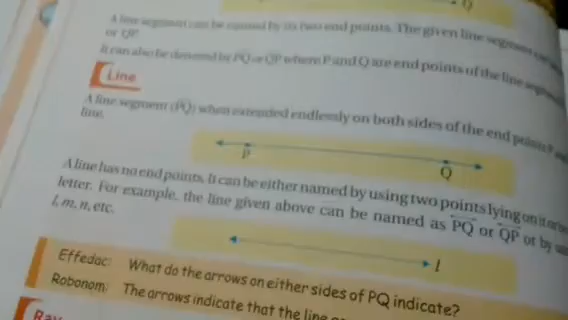 Q
A line segment can be named by its two end points. The given line segment can
or QP.
It can also be denoted by PQ or QP where P and Q are end points of the line segment
Line
A line segment (PQ) when extended endlessly on both sides of the end points P
line.
P
Q
A line has no end points. It can be either named by using two points lying on it or
letter. For example, the line given above can be named as PQ or QP or by
l, m, n, etc.
l
Effedac: What do the arrows on either sides of PQ indicate?
Robonom: The arrows indicate that the line
Ray